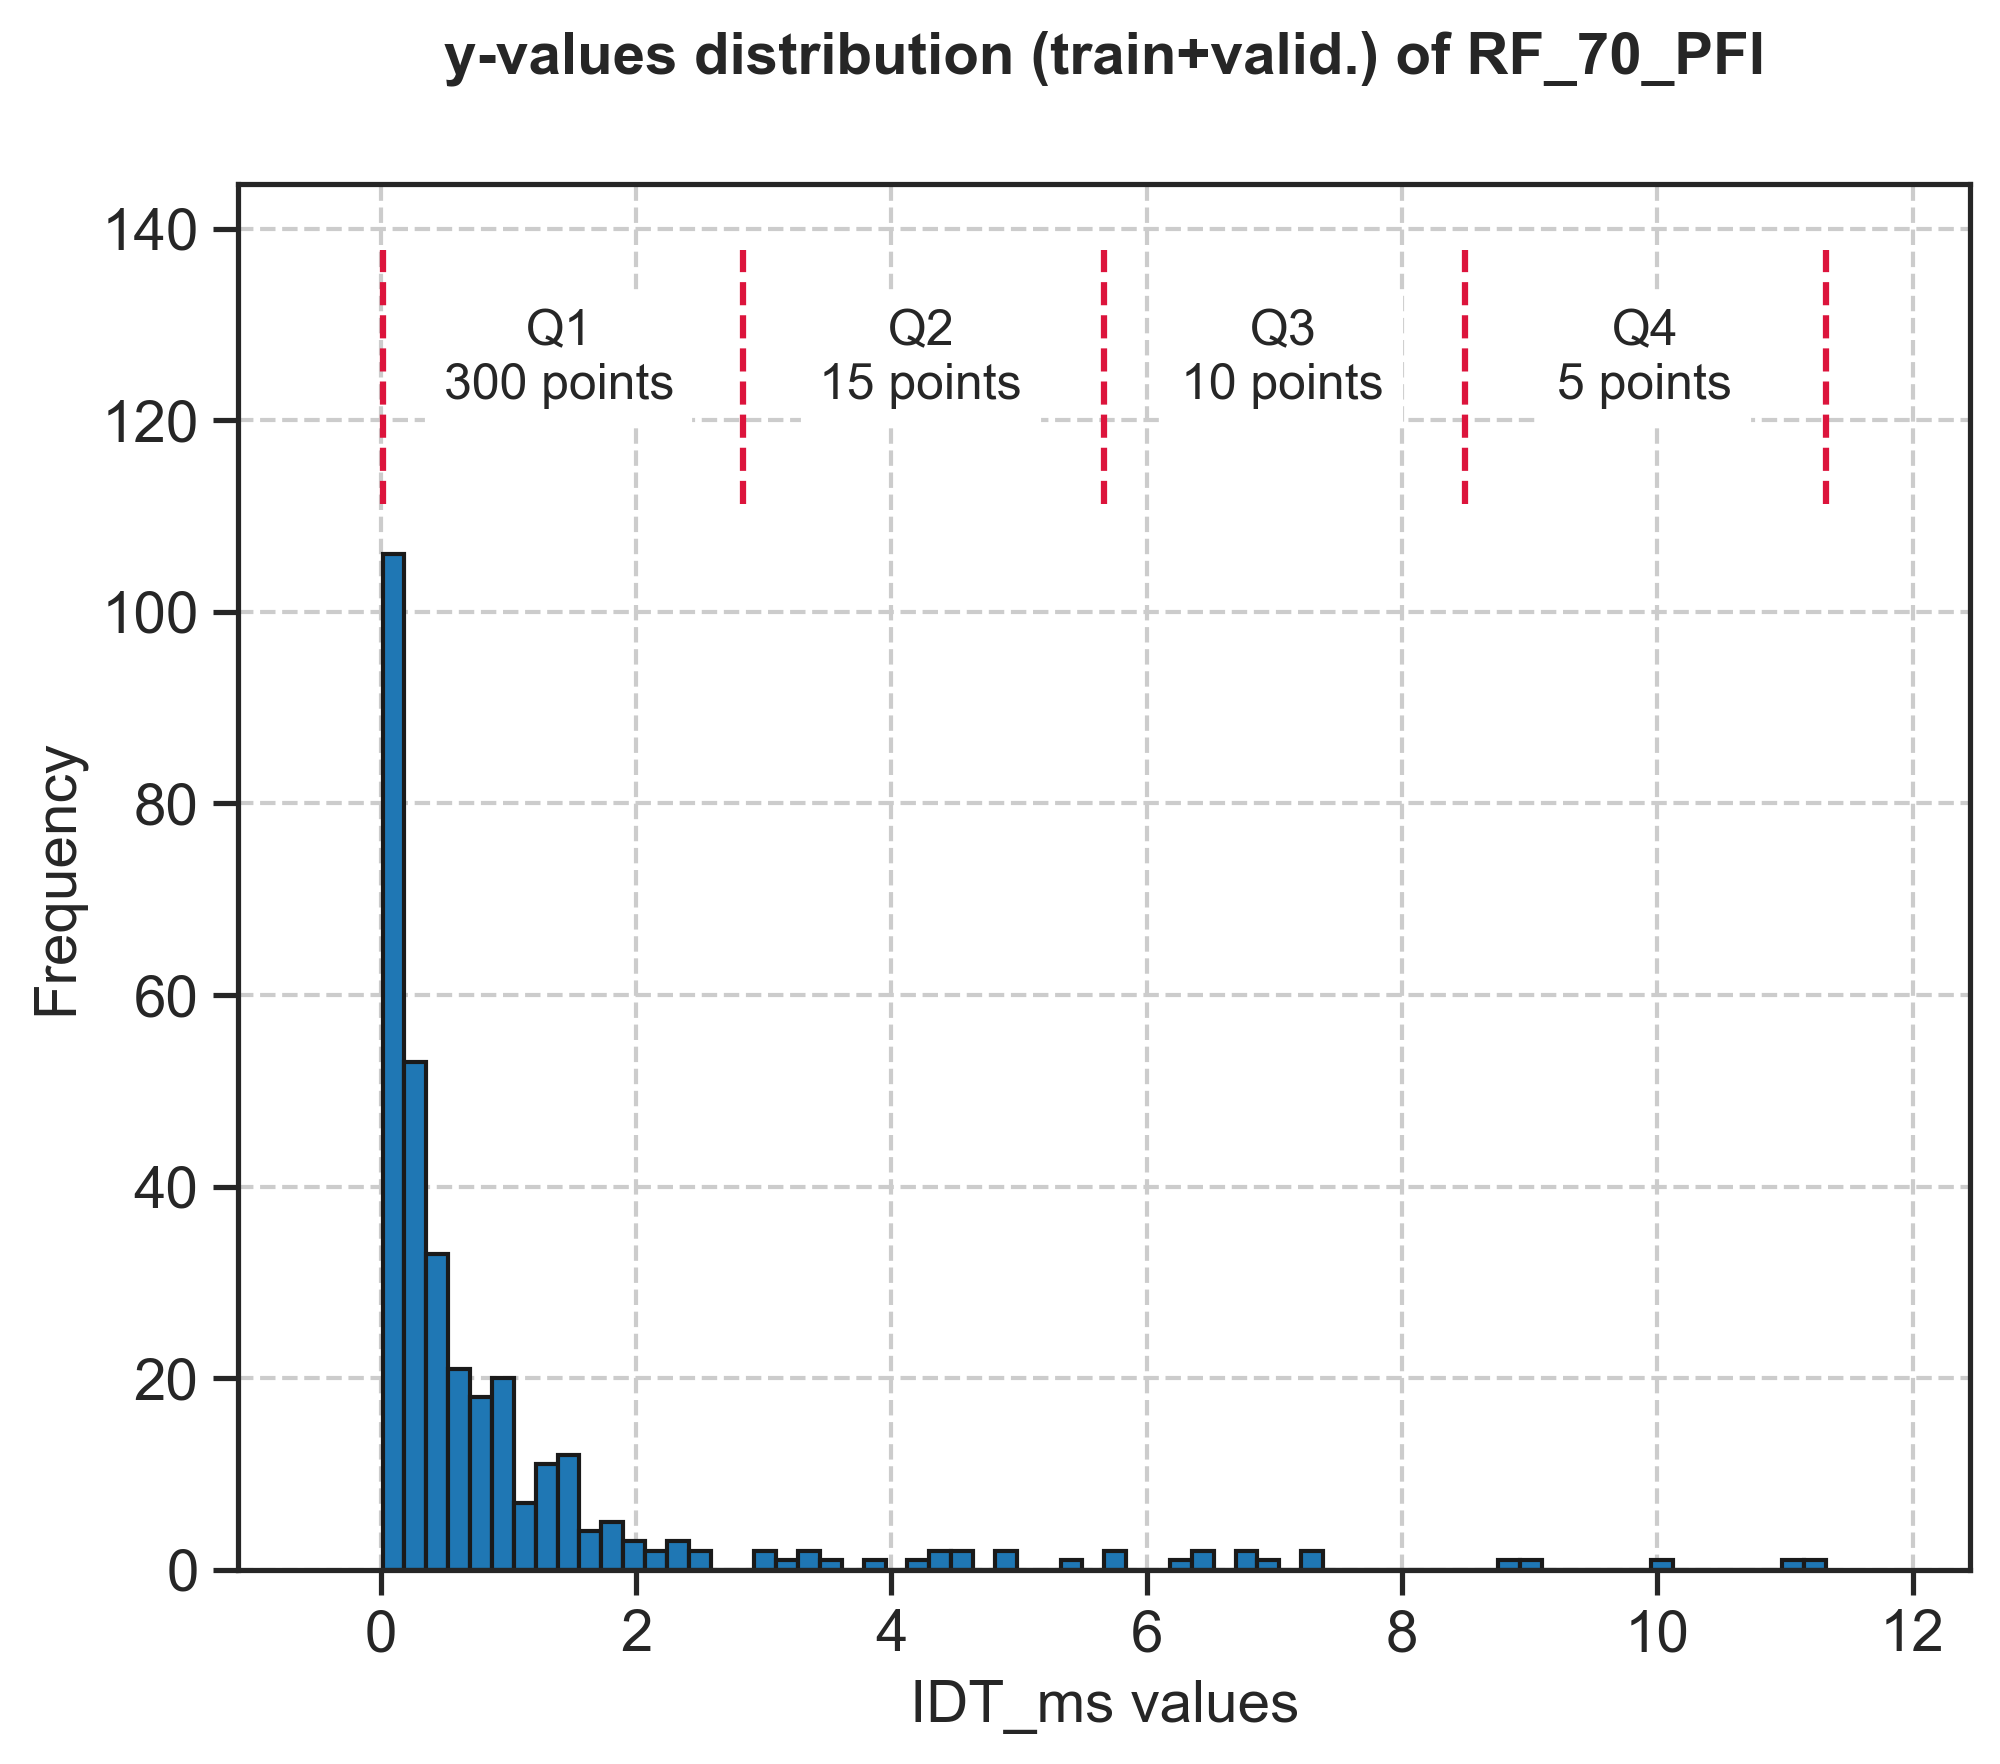 y-values distribution (train+valid.) of RF_70_PFI
140
120
100
80
60
40
20
0
Frequency
Q1
300 points
Q2
15 points
Q3
10 points
Q4
5 points
0
2
4
6
8
10
12
IDT_ms values